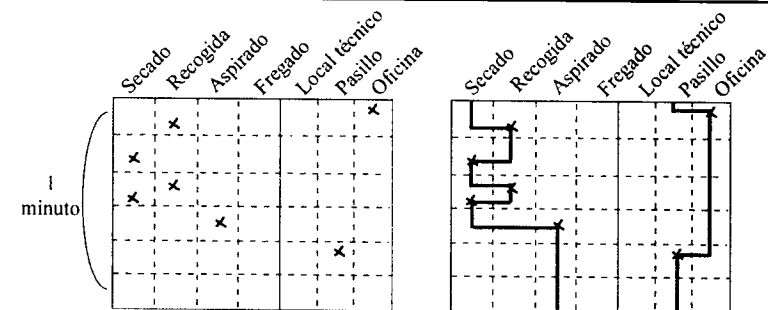 Secado
Recogida
Aspirado
Fregado
Local técnico
Pasillo
Oficina
Secado
Recogida
Aspirado
Fregado
Local técnico
Pasillo
Oficina
1
minuto